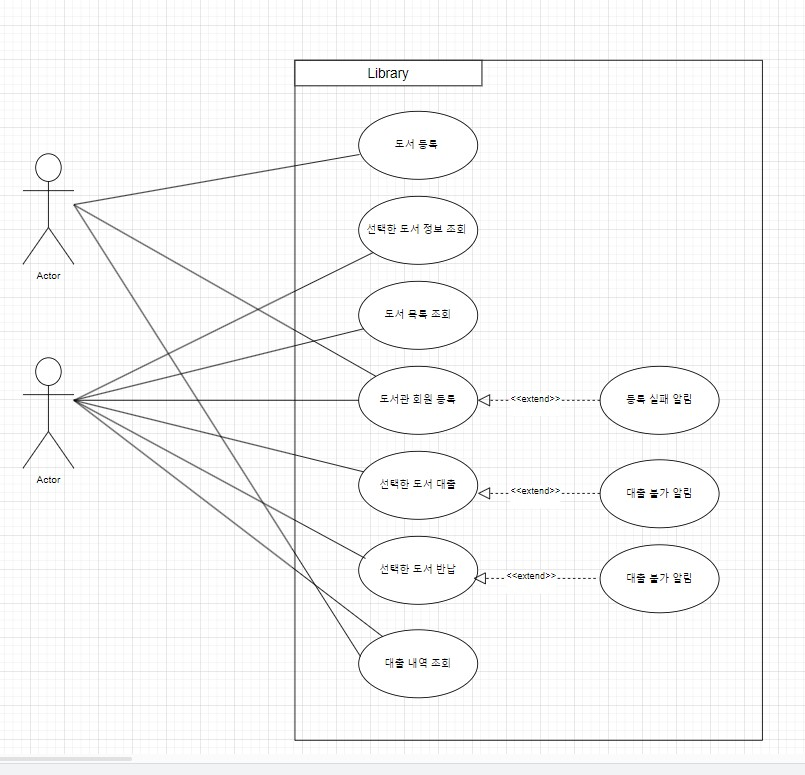 Library
도서 등록
선택한 도서 정보 조회
Actor
도서 목록 조회
도서관 회원 등록
<<extend>>
등록 실패 알림
Actor
선택한 도서 대출
<<extend>>
대출 불가 알림
선택한 도서 반납
<<extend>>
대출 불가 알림
대출 내역 조회